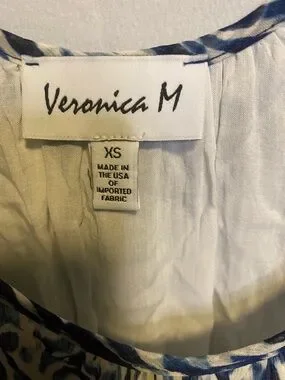 Veronica M
XS
MADE IN
THE USA
OF
IMPORTED
FABRIC